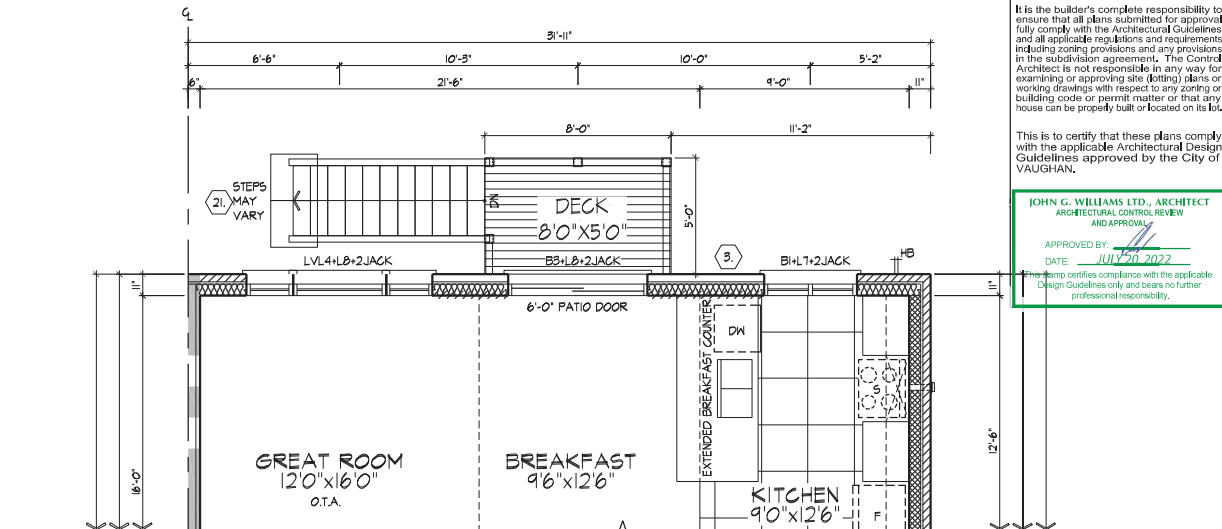 ℄
31'-11"
6'-6"
10'-3"
10'-0"
5'-2"
6"
21'-6"
9'-0"
11"
8'-0"
11'-2"
21.
STEPS
MAY
VARY
DN
DECK
8'0"X5'0"
5'-0"
3.
HB
LVL4+L8+2JACK
B3+L8+2JACK
B1+L7+2JACK
11"
11"
6'-0" PATIO DOOR
EXTENDED BREAKFAST COUNTER
DW
S
GREAT ROOM
12'0"x16'0"
O.T.A.
BREAKFAST
9'6"x12'6"
KITCHEN
9'0"x12'6"
F
16'-0"
12'-6"
It is the builder's complete responsibility to
ensure that all plans submitted for approval
fully comply with the Architectural Guidelines
and all applicable regulations and requirements
including zoning provisions and any provisions
in the subdivision agreement. The Control
Architect is not responsible in any way for
examining or approving site (lotting) plans or
working drawings with respect to any zoning or
building code or permit matter or that any
house can be properly built or located on its lot.
This is to certify that these plans comply
with the applicable Architectural Design
Guidelines approved by the City of
VAUGHAN.
JOHN G. WILLIAMS LTD., ARCHITECT
ARCHITECTURAL CONTROL REVIEW
AND APPROVAL
APPROVED BY:
DATE: JULY 20, 2022
This stamp certifies compliance with the applicable
Design Guidelines only and bears no further
professional responsibility.